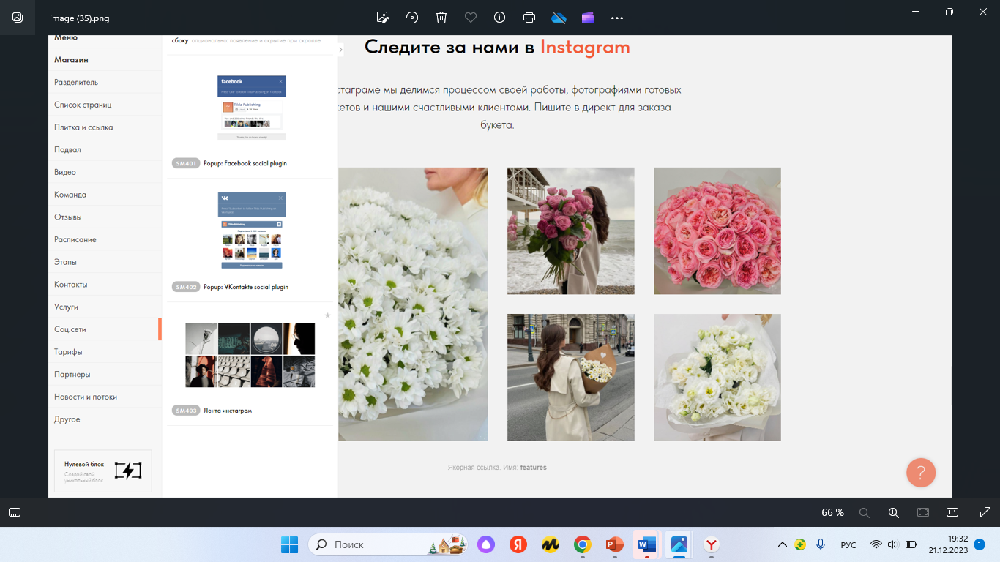 image (35).png
Меню
Магазин
Разделитель
Список страниц
Плитка и ссылка
Подвал
Видео
Команда
Отзывы
Расписание
Этапы
Контакты
Услуги
Соц.сети
Тарифы
Партнеры
Новости и потоки
Другое
Нулевой блок
Создай свой
уникальный блок
сбоку опционально: появление и скрытие при скролле
facebook
Tilda Publishing
SM401 Popup: Facebook social plugin
Tilda Publishing
SM402 Popup: VKontakte social plugin
SM403 Лента инстаграм
Следите за нами в Instagram
стаграме мы делимся процессом своей работы, фотографиями готовых
кетов и нашими счастливыми клиентами. Пишите в директ для заказа
букета.
Якорная ссылка. Имя: features
?
66 %
1:1
Поиск
РУС
19:32
21.12.2023
1